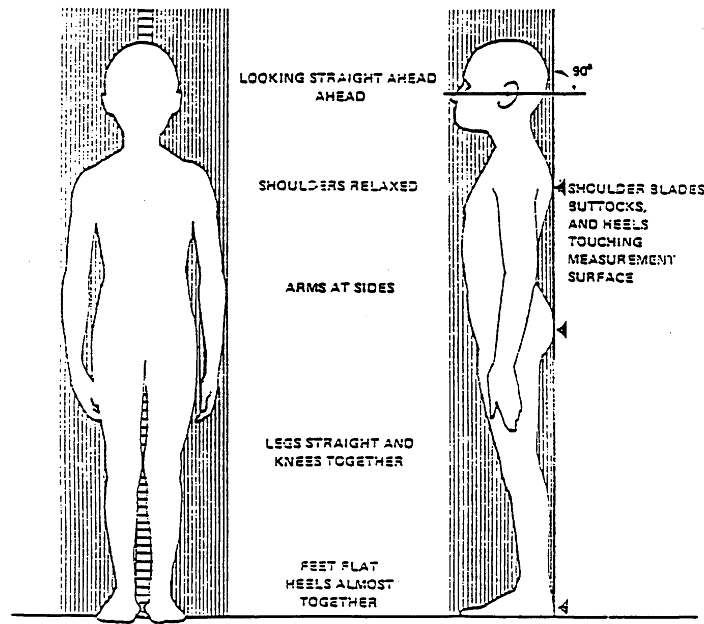 LOOKING STRAIGHT AHEAD
AHEAD
90°
SHOULDERS RELAXED
SHOULDER BLADES
BUTTOCKS,
AND HEELS
TOUCHING
MEASUREMENT
SURFACE
ARMS AT SIDES
LEGS STRAIGHT AND
KNEES TOGETHER
FEET FLAT
HEELS ALMOST
TOGETHER